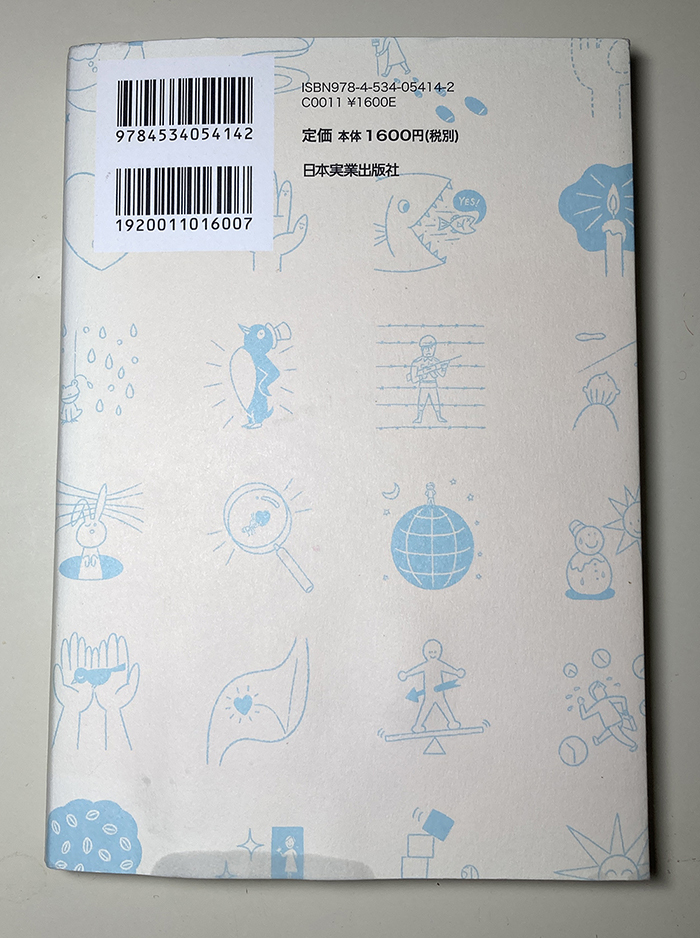 9784534054142
1920011016007
ISBN978-4-534-05414-2
C0011 ¥1600E
定価 本体1600円(税別)
日本実業出版社
YES!